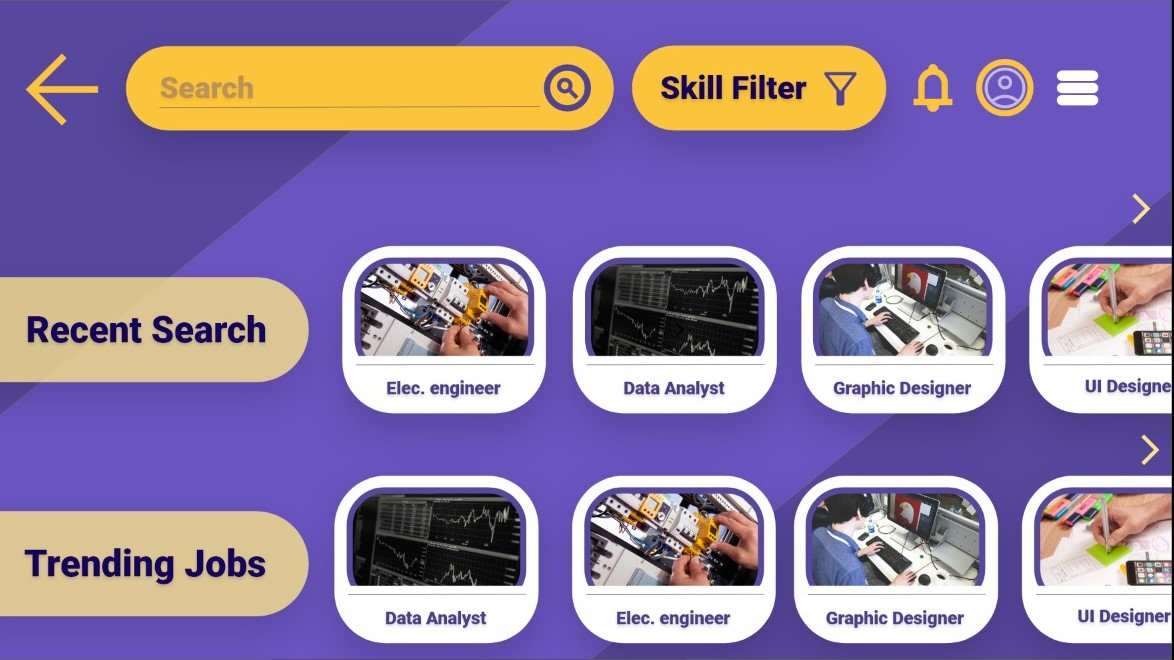 Search
Skill Filter
Recent Search
Elec. engineer
Data Analyst
Graphic Designer
UI Designe
Trending Jobs
Data Analyst
Elec. engineer
Graphic Designer
UI Designer